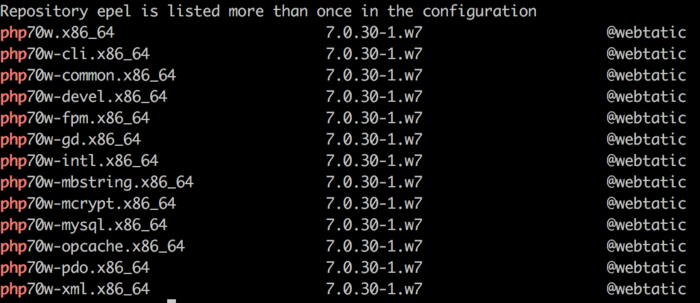 Repository epel is listed more than once in the configuration
php70w.x86_64 7.0.30-1.w7 @webtatic
php70w-cli.x86_64 7.0.30-1.w7 @webtatic
php70w-common.x86_64 7.0.30-1.w7 @webtatic
php70w-devel.x86_64 7.0.30-1.w7 @webtatic
php70w-fpm.x86_64 7.0.30-1.w7 @webtatic
php70w-gd.x86_64 7.0.30-1.w7 @webtatic
php70w-intl.x86_64 7.0.30-1.w7 @webtatic
php70w-mbstring.x86_64 7.0.30-1.w7 @webtatic
php70w-mcrypt.x86_64 7.0.30-1.w7 @webtatic
php70w-mysql.x86_64 7.0.30-1.w7 @webtatic
php70w-opcache.x86_64 7.0.30-1.w7 @webtatic
php70w-pdo.x86_64 7.0.30-1.w7 @webtatic
php70w-xml.x86_64 7.0.30-1.w7 @webtatic